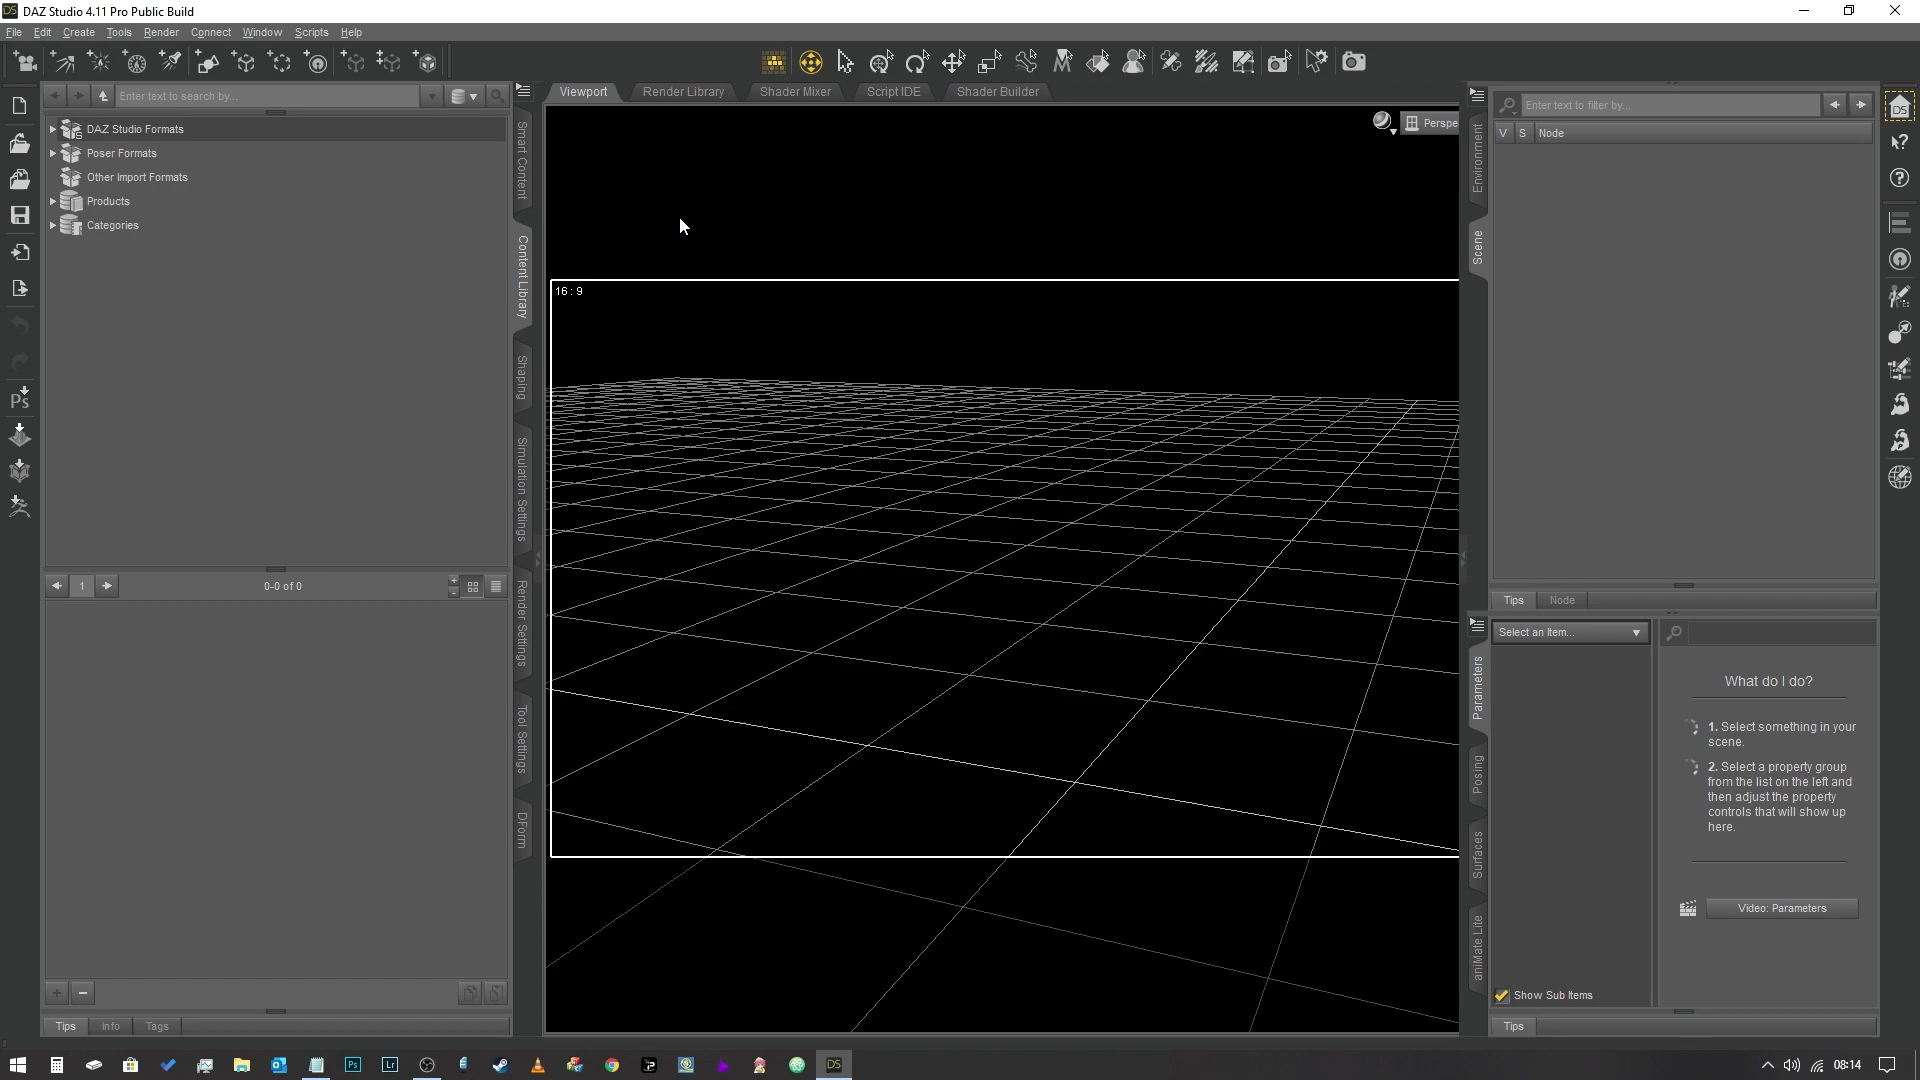 DAZ Studio 4.11 Pro Public Build
File Edit Create Tools Render Connect Window Scripts Help
Enter text to search by...
DAZ Studio Formats
Poser Formats
Other Import Formats
Products
Categories
1
0-0 of 0
Tips Info Tags
Smart Content
Content Library
Shaping
Simulation Settings
Render Settings
Tool Settings
DForm
Viewport Render Library Shader Mixer Script IDE Shader Builder
Perspe
16 : 9
Environment
Scene
Enter text to filter by...
V S Node
Tips Node
Parameters
Posing
Surfaces
aniMate Lite
Select an Item...
What do I do?
1. Select something in your
scene.
2. Select a property group
from the list on the left and
then adjust the property
controls that will show up
here.
Video: Parameters
Show Sub Items
Tips
Ps
Ps Lr
DS
08:14